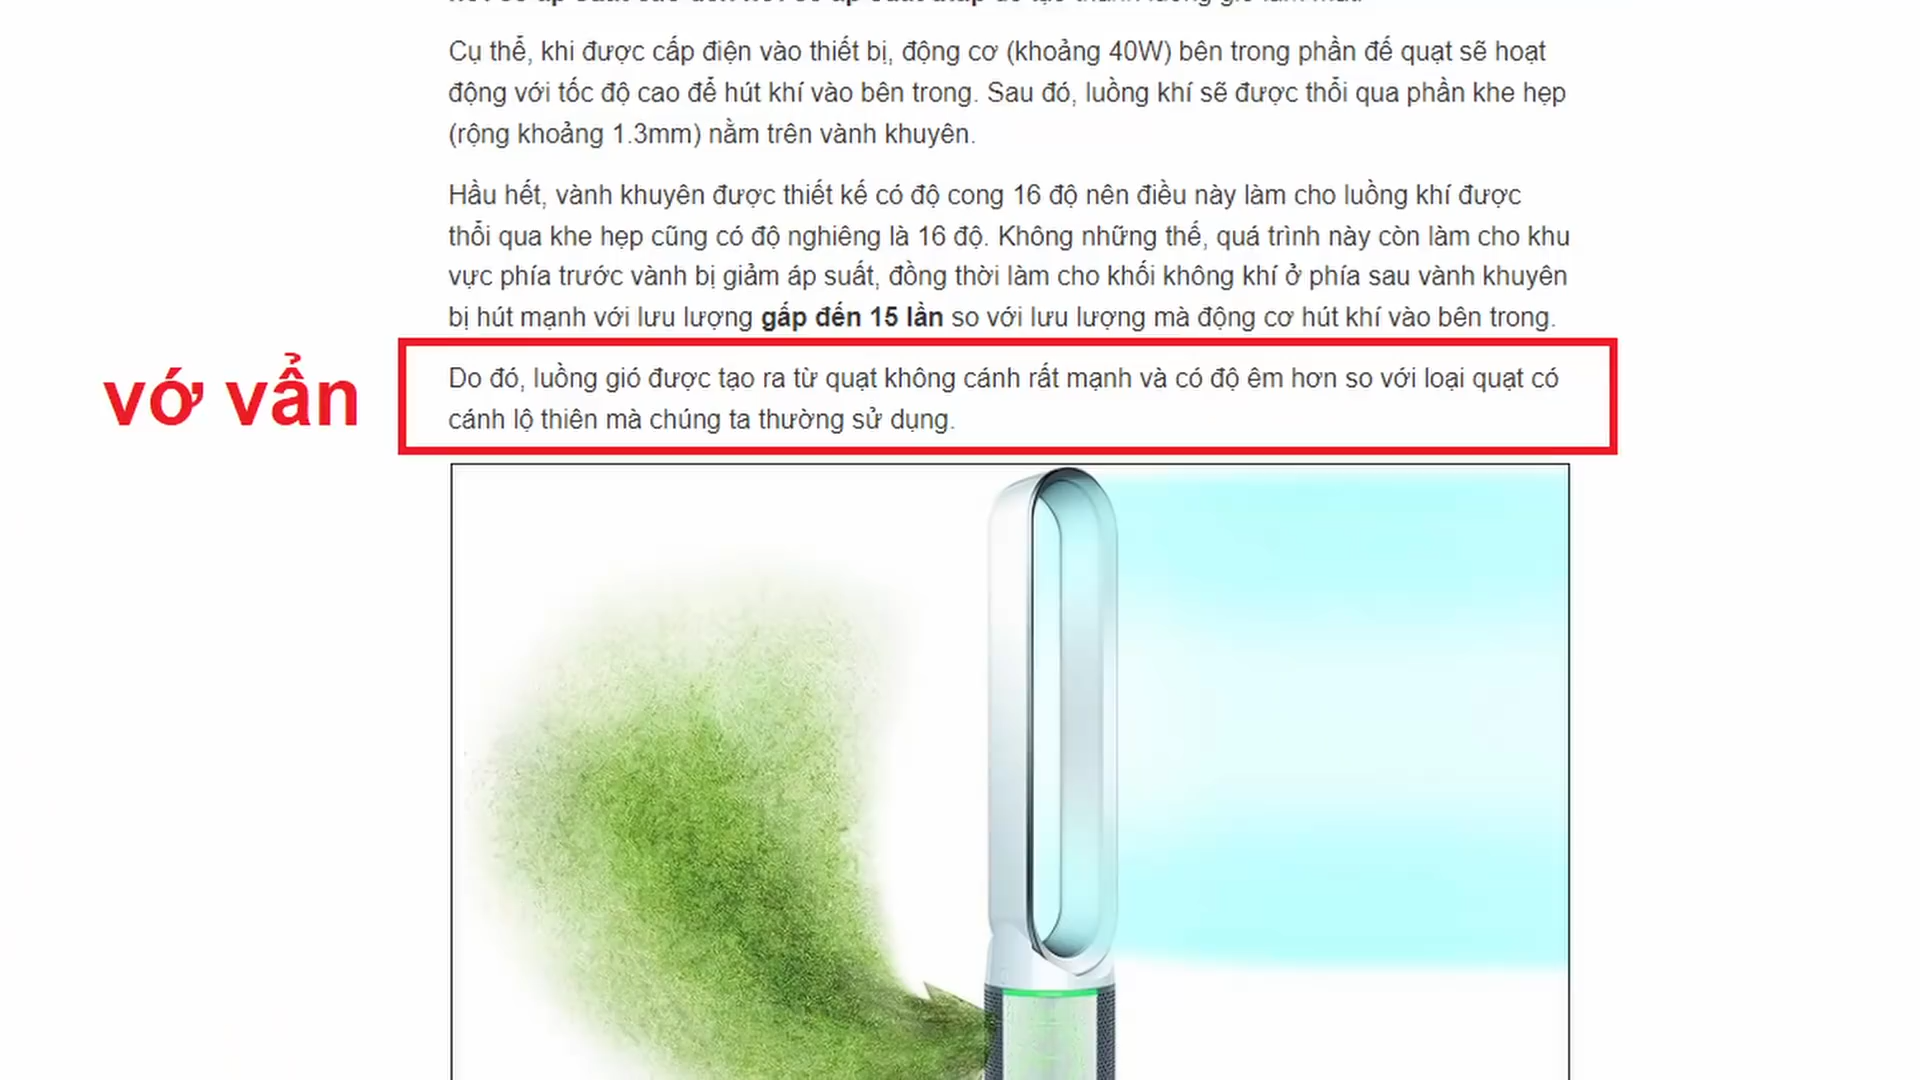 Cụ thể, khi được cấp điện vào thiết bị, động cơ (khoảng 40W) bên trong phần đế quạt sẽ hoạt
động với tốc độ cao để hút khí vào bên trong. Sau đó, luồng khí sẽ được thổi qua phần khe hẹp
(rộng khoảng 1.3mm) nằm trên vành khuyên.
Hầu hết, vành khuyên được thiết kế có độ cong 16 độ nên điều này làm cho luồng khí được
thổi qua khe hẹp cũng có độ nghiêng là 16 độ. Không những thế, quá trình này còn làm cho khu
vực phía trước vành bị giảm áp suất, đồng thời làm cho khối không khí ở phía sau vành khuyên
bị hút mạnh với lưu lượng gấp đến 15 lần so với lưu lượng mà động cơ hút khí vào bên trong.
vớ vẩn
Do đó, luồng gió được tạo ra từ quạt không cánh rất mạnh và có độ êm hơn so với loại quạt có
cánh lộ thiên mà chúng ta thường sử dụng.